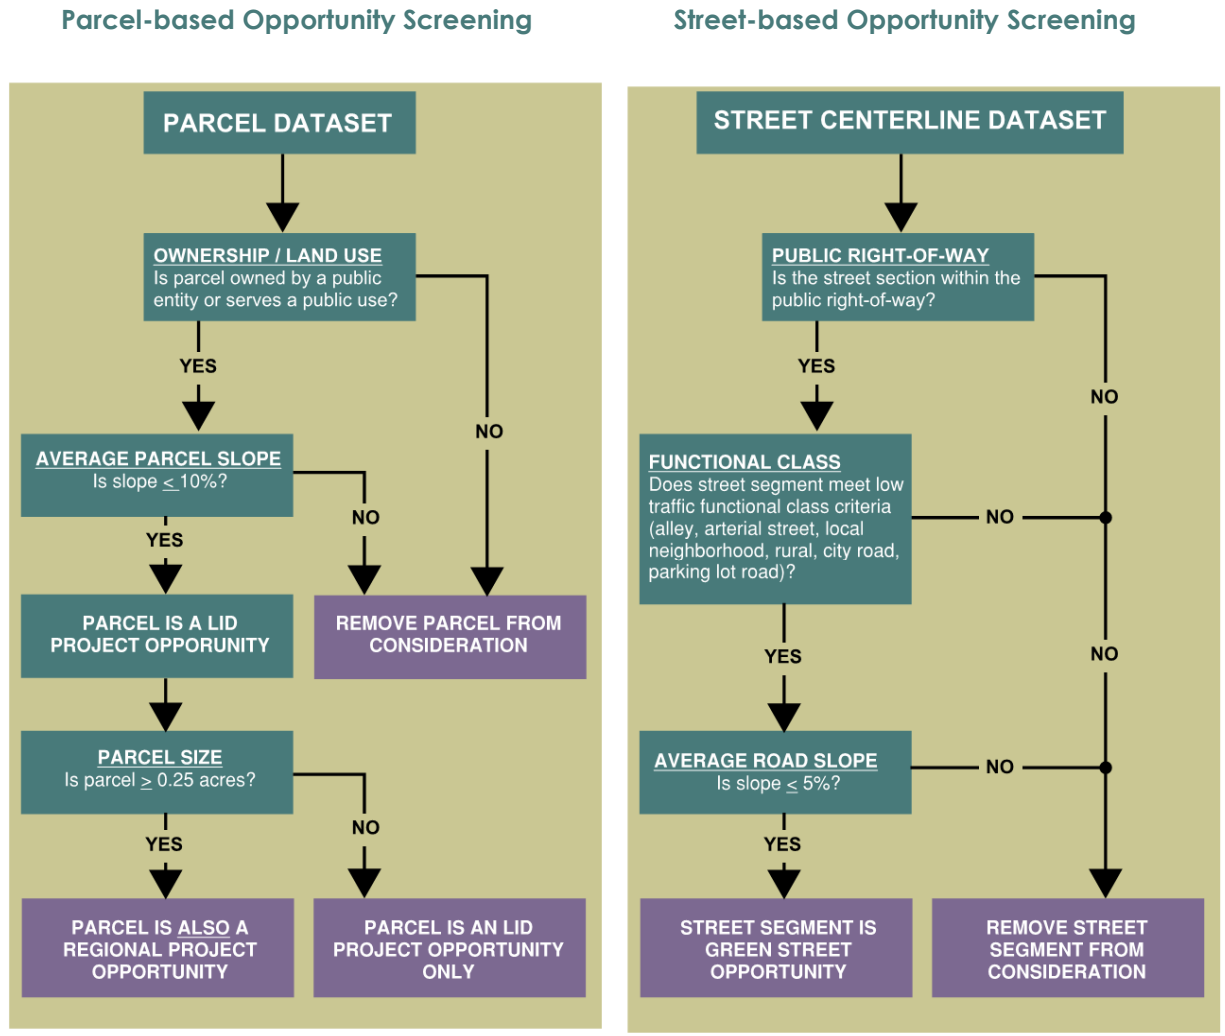 Parcel-based Opportunity Screening
PARCEL DATASET
OWNERSHIP / LAND USE
Is parcel owned by a public
entity or serves a public use?
YES
NO
AVERAGE PARCEL SLOPE
Is slope ≤ 10%?
NO
YES
PARCEL IS A LID
PROJECT OPPORUNITY
REMOVE PARCEL FROM
CONSIDERATION
PARCEL SIZE
Is parcel ≥ 0.25 acres?
NO
YES
PARCEL IS ALSO A
REGIONAL PROJECT
OPPORTUNITY
PARCEL IS AN LID
PROJECT OPPORTUNITY
ONLY
Street-based Opportunity Screening
STREET CENTERLINE DATASET
PUBLIC RIGHT-OF-WAY
Is the street section within the
public right-of-way?
YES
NO
FUNCTIONAL CLASS
Does street segment meet low
traffic functional class criteria
(alley, arterial street, local
neighborhood, rural, city road,
parking lot road)?
NO
YES
NO
AVERAGE ROAD SLOPE
Is slope ≤ 5%?
NO
YES
STREET SEGMENT IS
GREEN STREET
OPPORTUNITY
REMOVE STREET
SEGMENT FROM
CONSIDERATION